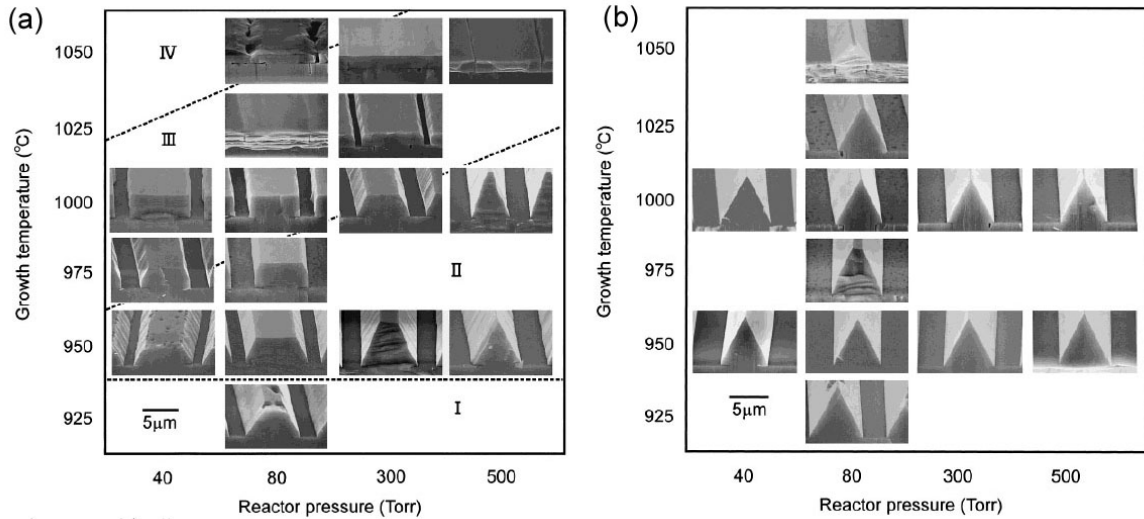 (a)
Growth temperature (°C)
1050
1025
1000
975
950
925
IV
III
II
I
5μm
40 80 300 500
Reactor pressure (Torr)
(b)
Growth temperature (°C)
1050
1025
1000
975
950
925
5μm
40 80 300 500
Reactor pressure (Torr)